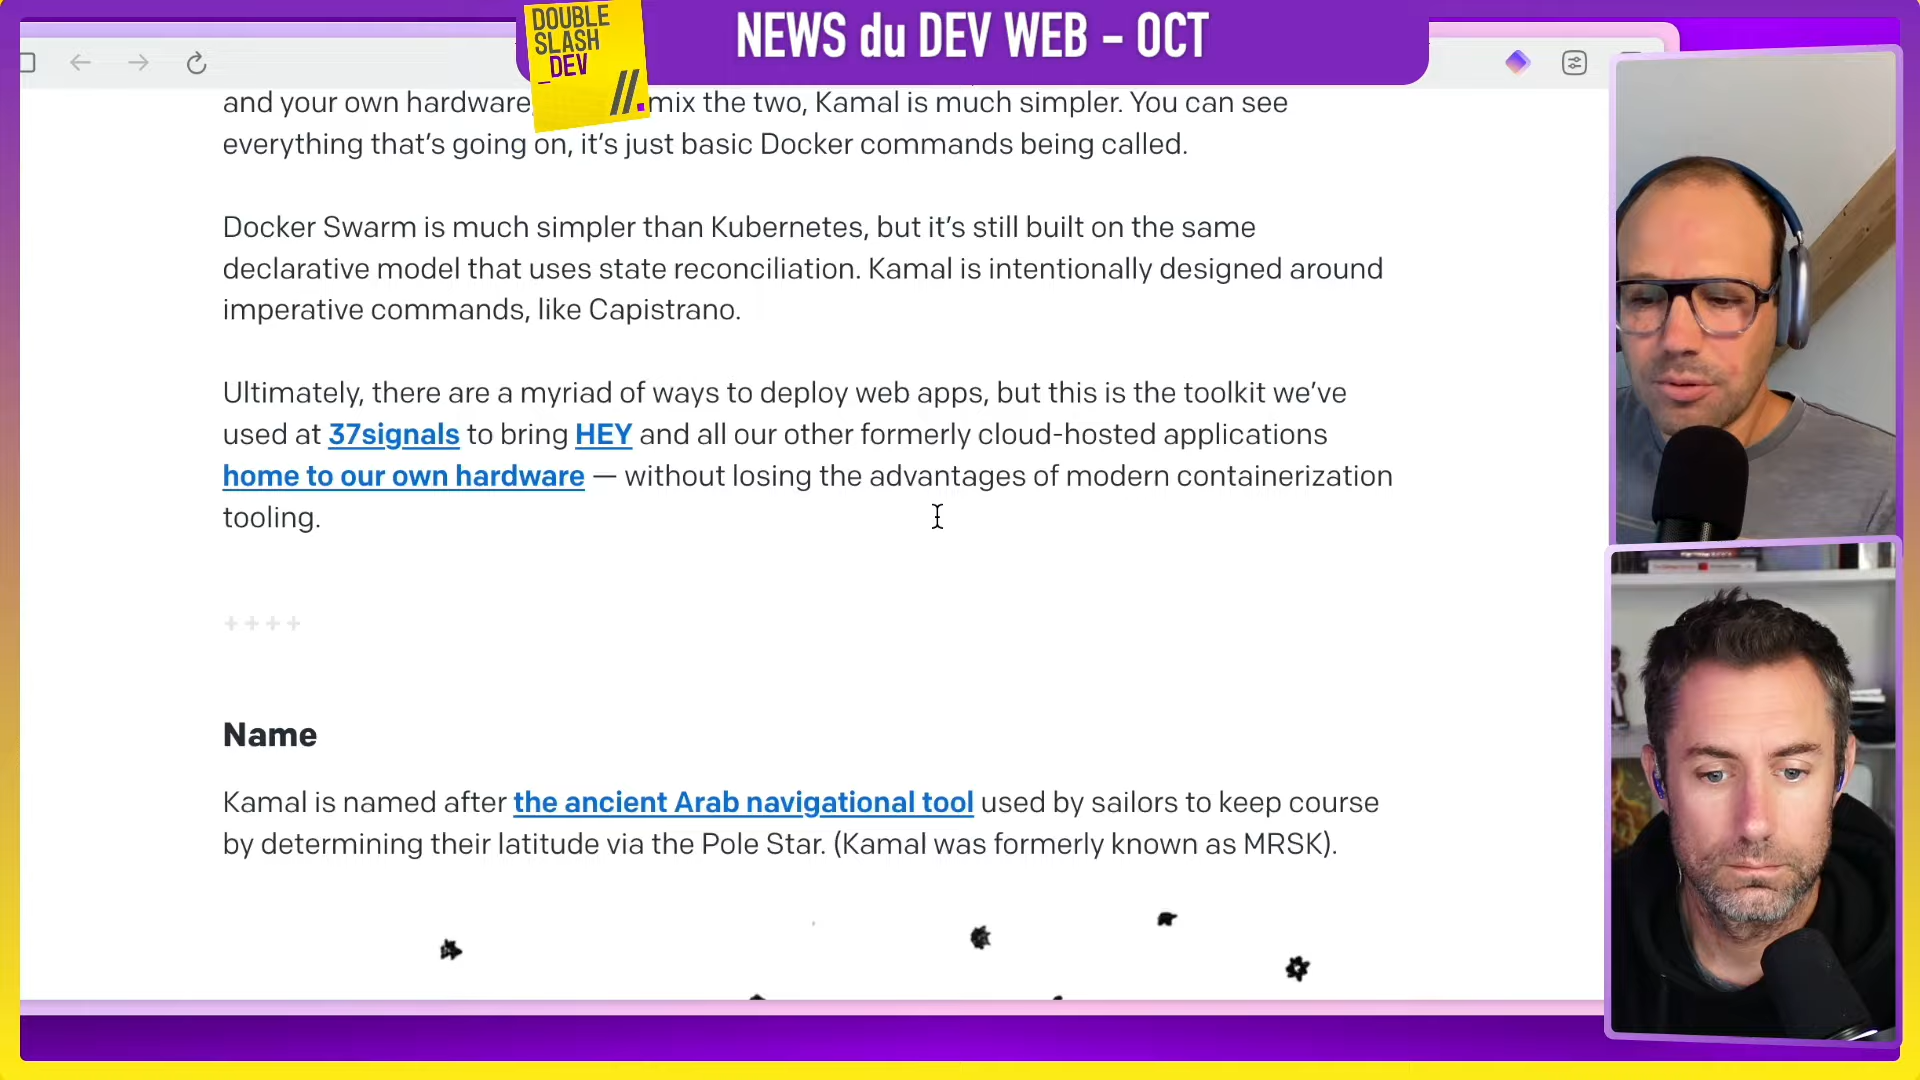 DOUBLE
SLASH
_DEV
//.
NEWS du DEV WEB - OCT
and your own hardware, mix the two, Kamal is much simpler. You can see
everything that's going on, it's just basic Docker commands being called.
Docker Swarm is much simpler than Kubernetes, but it's still built on the same
declarative model that uses state reconciliation. Kamal is intentionally designed around
imperative commands, like Capistrano.
Ultimately, there are a myriad of ways to deploy web apps, but this is the toolkit we've
used at 37signals to bring HEY and all our other formerly cloud-hosted applications
home to our own hardware — without losing the advantages of modern containerization
tooling.
++++
Name
Kamal is named after the ancient Arab navigational tool used by sailors to keep course
by determining their latitude via the Pole Star. (Kamal was formerly known as MRSK).